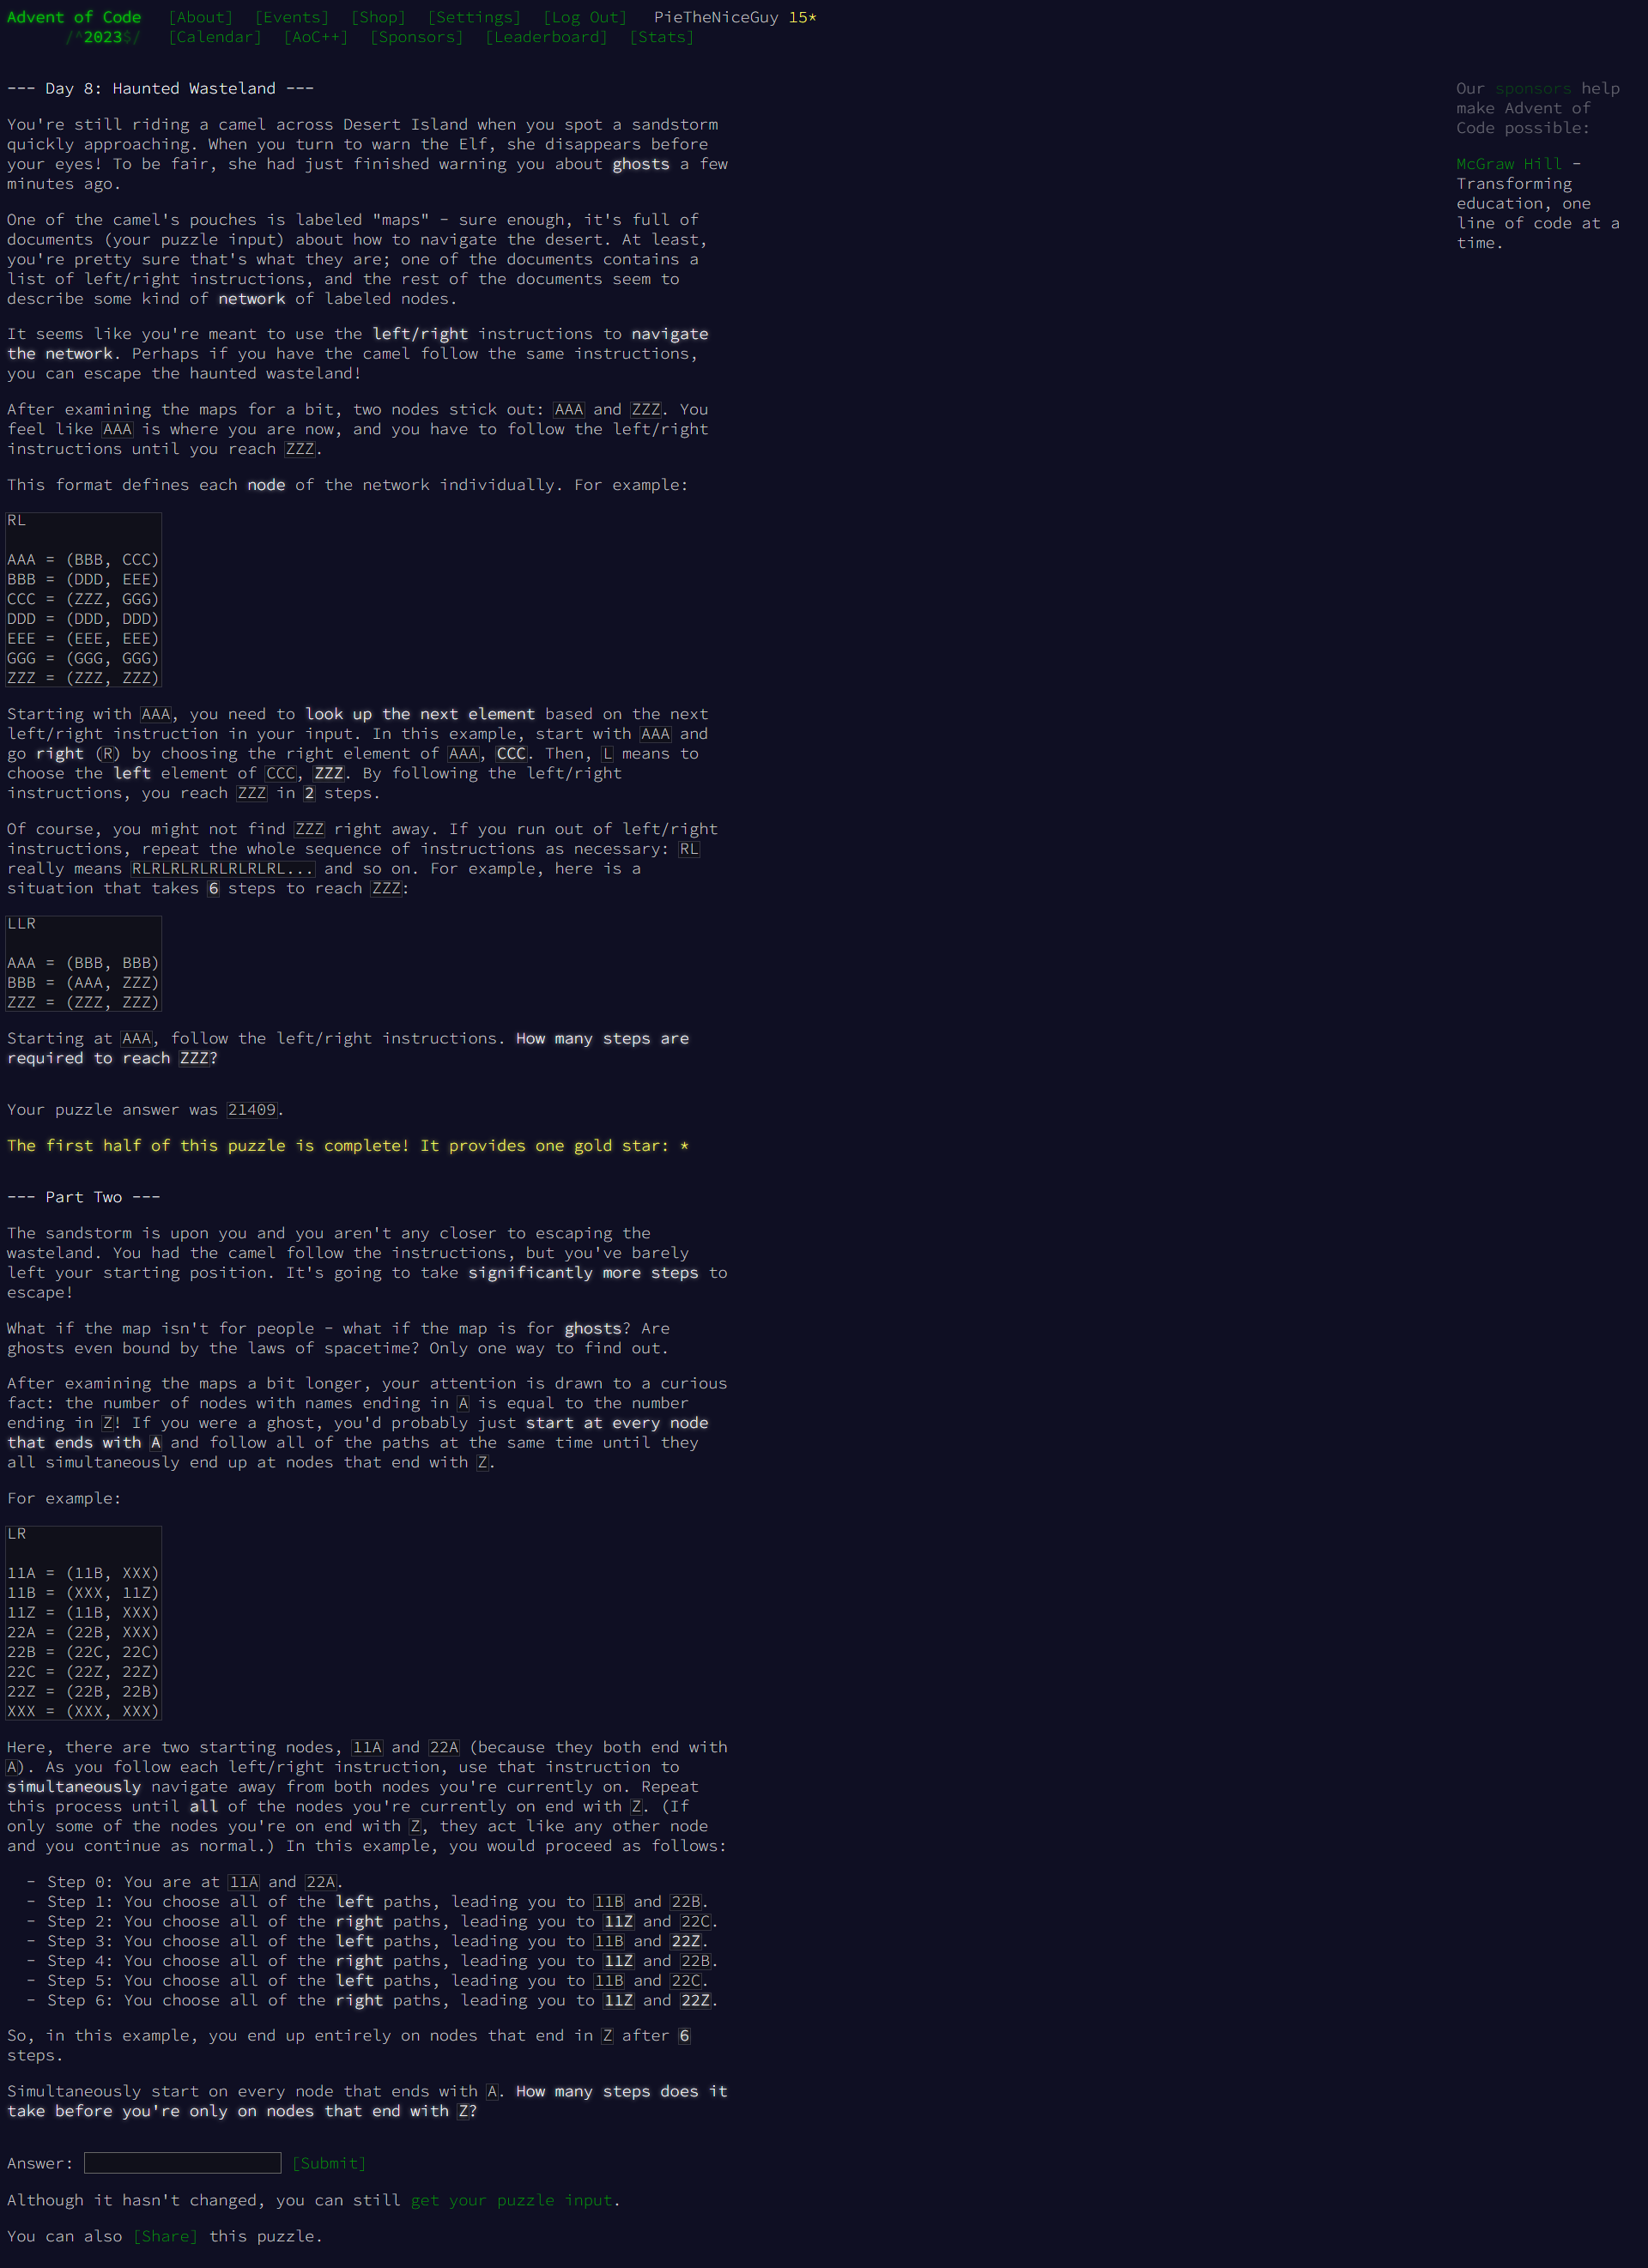 Advent of Code [About] [Events] [Shop] [Settings] [Log Out] PieTheNiceGuy 15*
/^2023$/ [Calendar] [AoC++] [Sponsors] [Leaderboard] [Stats]
--- Day 8: Haunted Wasteland ---
You're still riding a camel across Desert Island when you spot a sandstorm
quickly approaching. When you turn to warn the Elf, she disappears before
your eyes! To be fair, she had just finished warning you about ghosts a few
minutes ago.
One of the camel's pouches is labeled "maps" - sure enough, it's full of
documents (your puzzle input) about how to navigate the desert. At least,
you're pretty sure that's what they are; one of the documents contains a
list of left/right instructions, and the rest of the documents seem to
describe some kind of network of labeled nodes.
It seems like you're meant to use the left/right instructions to navigate
the network. Perhaps if you have the camel follow the same instructions,
you can escape the haunted wasteland!
After examining the maps for a bit, two nodes stick out: AAA and ZZZ. You
feel like AAA is where you are now, and you have to follow the left/right
instructions until you reach ZZZ.
This format defines each node of the network individually. For example:
RL
AAA = (BBB, CCC)
BBB = (DDD, EEE)
CCC = (ZZZ, GGG)
DDD = (DDD, DDD)
EEE = (EEE, EEE)
GGG = (GGG, GGG)
ZZZ = (ZZZ, ZZZ)
Starting with AAA, you need to look up the next element based on the next
left/right instruction in your input. In this example, start with AAA and
go right (R) by choosing the right element of AAA, CCC. Then, L means to
choose the left element of CCC, ZZZ. By following the left/right
instructions, you reach ZZZ in 2 steps.
Of course, you might not find ZZZ right away. If you run out of left/right
instructions, repeat the whole sequence of instructions as necessary: RL
really means RLRLRLRLRLRLRLRL... and so on. For example, here is a
situation that takes 6 steps to reach ZZZ:
LLR
AAA = (BBB, BBB)
BBB = (AAA, ZZZ)
ZZZ = (ZZZ, ZZZ)
Starting at AAA, follow the left/right instructions. How many steps are
required to reach ZZZ?
Your puzzle answer was 21409.
The first half of this puzzle is complete! It provides one gold star: *
--- Part Two ---
The sandstorm is upon you and you aren't any closer to escaping the
wasteland. You had the camel follow the instructions, but you've barely
left your starting position. It's going to take significantly more steps to
escape!
What if the map isn't for people - what if the map is for ghosts? Are
ghosts even bound by the laws of spacetime? Only one way to find out.
After examining the maps a bit longer, your attention is drawn to a curious
fact: the number of nodes with names ending in A is equal to the number
ending in Z! If you were a ghost, you'd probably just start at every node
that ends with A and follow all of the paths at the same time until they
all simultaneously end up at nodes that end with Z.
For example:
LR
11A = (11B, XXX)
11B = (XXX, 11Z)
11Z = (11B, XXX)
22A = (22B, XXX)
22B = (22C, 22C)
22C = (22Z, 22Z)
22Z = (22B, 22B)
XXX = (XXX, XXX)
Here, there are two starting nodes, 11A and 22A (because they both end with
A). As you follow each left/right instruction, use that instruction to
simultaneously navigate away from both nodes you're currently on. Repeat
this process until all of the nodes you're currently on end with Z. (If
only some of the nodes you're on end with Z, they act like any other node
and you continue as normal.) In this example, you would proceed as follows:
- Step 0: You are at 11A and 22A.
- Step 1: You choose all of the left paths, leading you to 11B and 22B.
- Step 2: You choose all of the right paths, leading you to 11Z and 22C.
- Step 3: You choose all of the left paths, leading you to 11B and 22Z.
- Step 4: You choose all of the right paths, leading you to 11Z and 22B.
- Step 5: You choose all of the left paths, leading you to 11B and 22C.
- Step 6: You choose all of the right paths, leading you to 11Z and 22Z.
So, in this example, you end up entirely on nodes that end in Z after 6
steps.
Simultaneously start on every node that ends with A. How many steps does it
take before you're only on nodes that end with Z?
Answer: [Submit]
Although it hasn't changed, you can still get your puzzle input.
You can also [Share] this puzzle.
Our sponsors help
make Advent of
Code possible:
McGraw Hill -
Transforming
education, one
line of code at a
time.